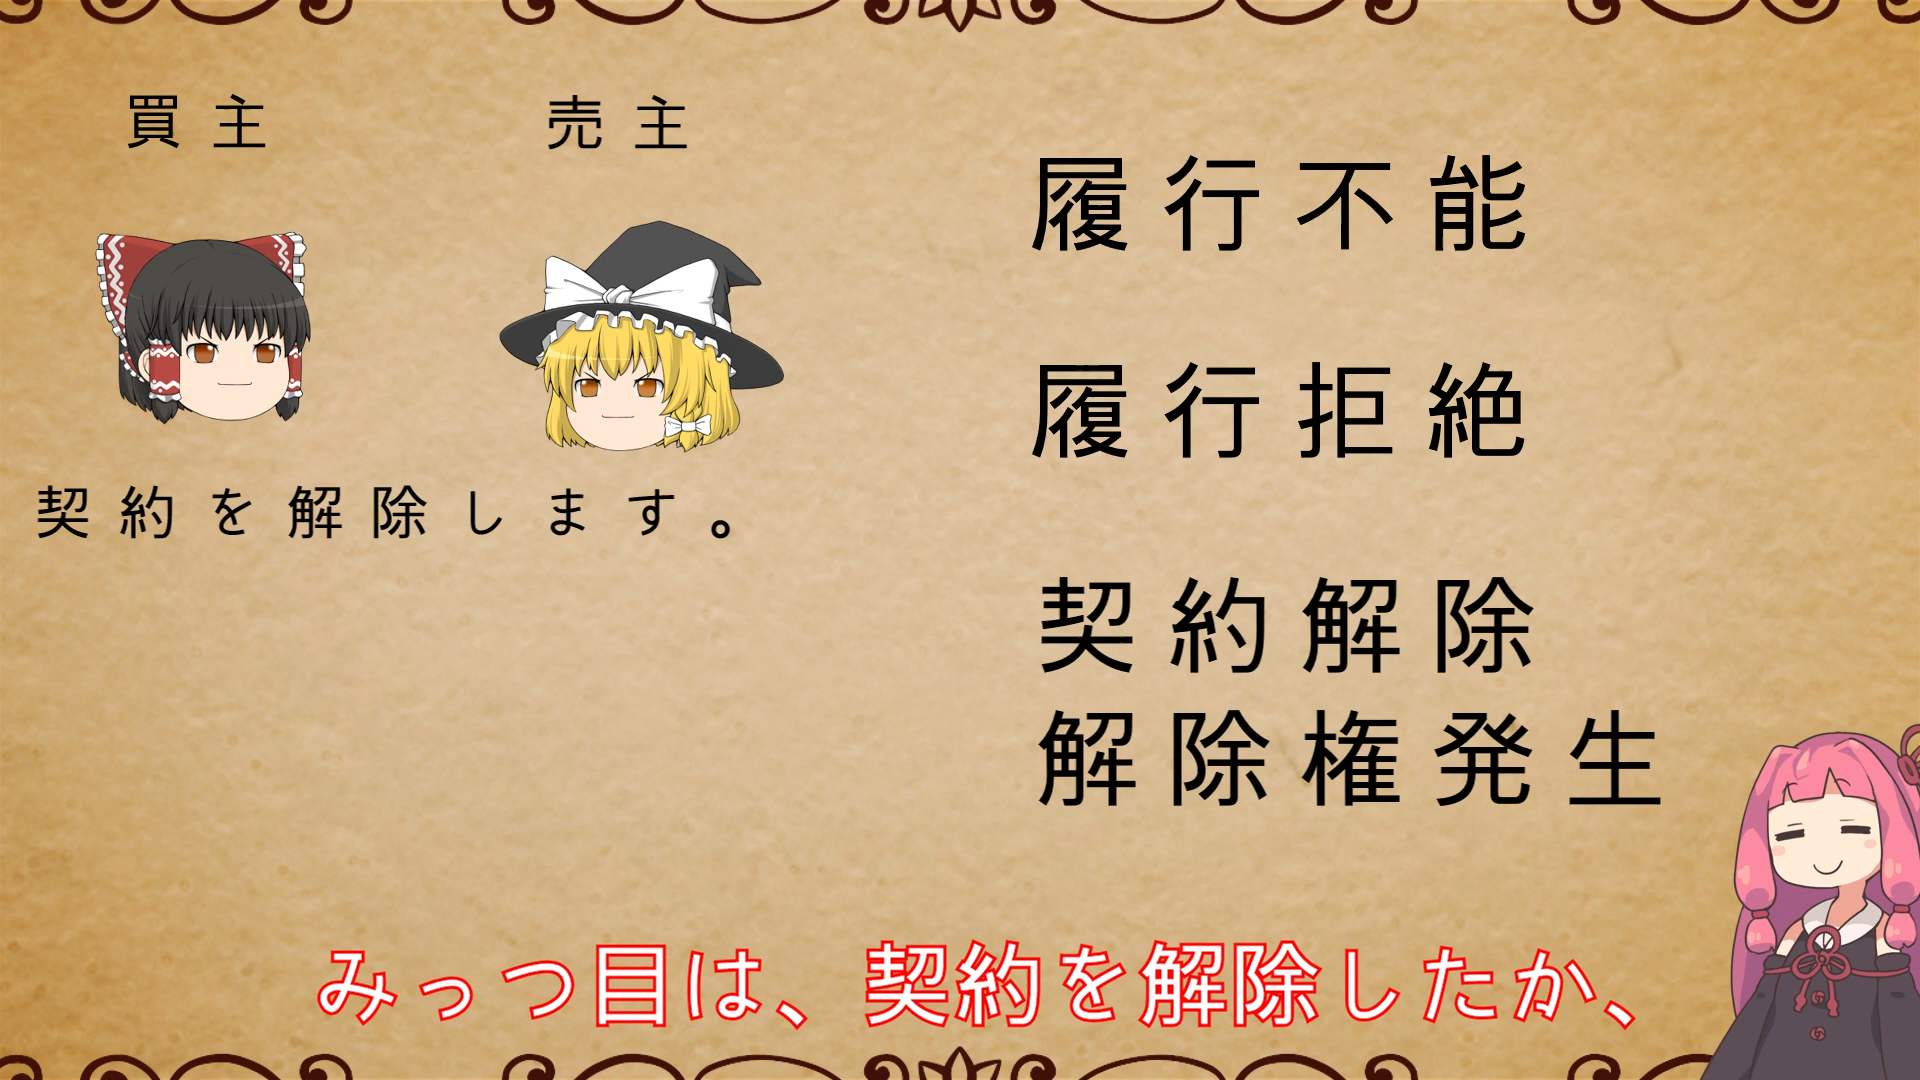 買主
売主
契約を解除します。
履行不能
履行拒絶
契約解除
解除権発生
みっつ目は、契約を解除したか、